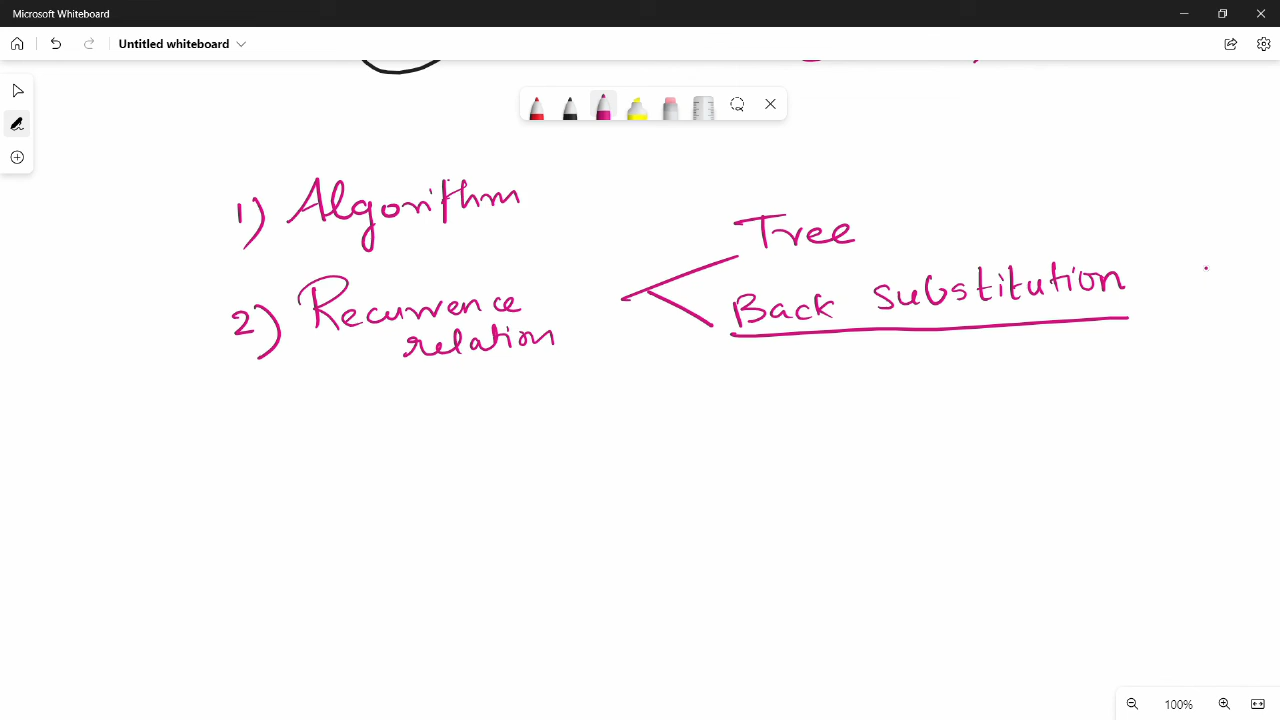 Microsoft Whiteboard
Untitled whiteboard
1) Algorithm
Tree
2) Recurrence
relation
Back substitution
100%